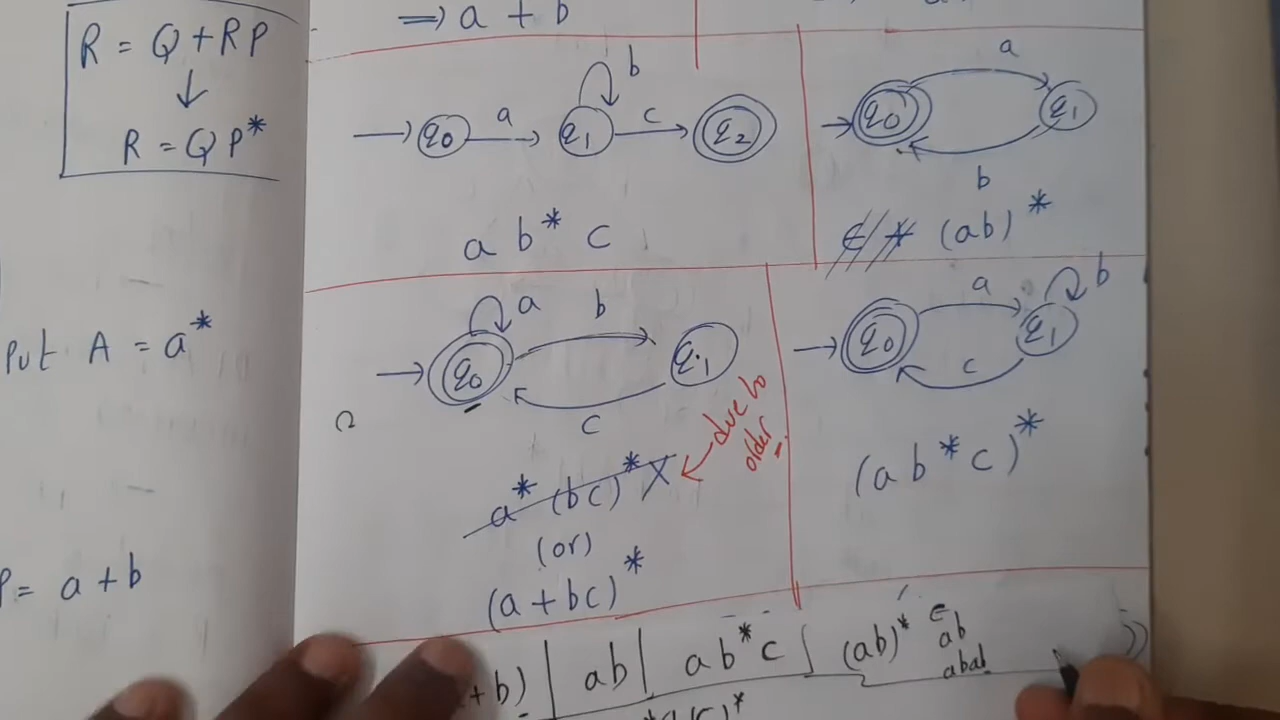 R = Q + RP
↓
R = QP*
Put A = a*
= a + b
⇒ a + b
q0 a q1 b c q2
a b* c
q0 a q1
b
(ab)*
q0 a b q1
c
a* (bc)* X
← due to
order
(or)
(a + bc)*
q0 a q1 b
c
(a b* c)*
+ b) | ab | ab*c | (ab)* ε
ab
abab